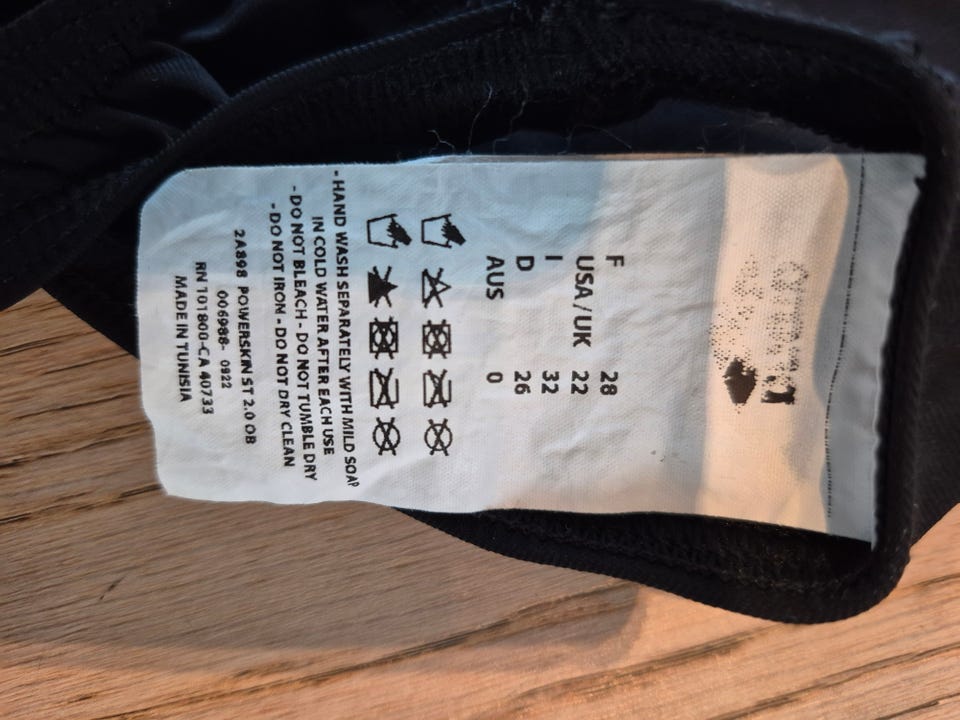 F 28
USA/UK 22
I 32
D 26
AUS 0
- HAND WASH SEPARATELY WITH MILD SOAP
IN COLD WATER AFTER EACH USE
- DO NOT BLEACH - DO NOT TUMBLE DRY
- DO NOT IRON - DO NOT DRY CLEAN
2A898 POWERSKIN ST 2.0 OB
006988- 0922
RN 101800-CA 40733
MADE IN TUNISIA